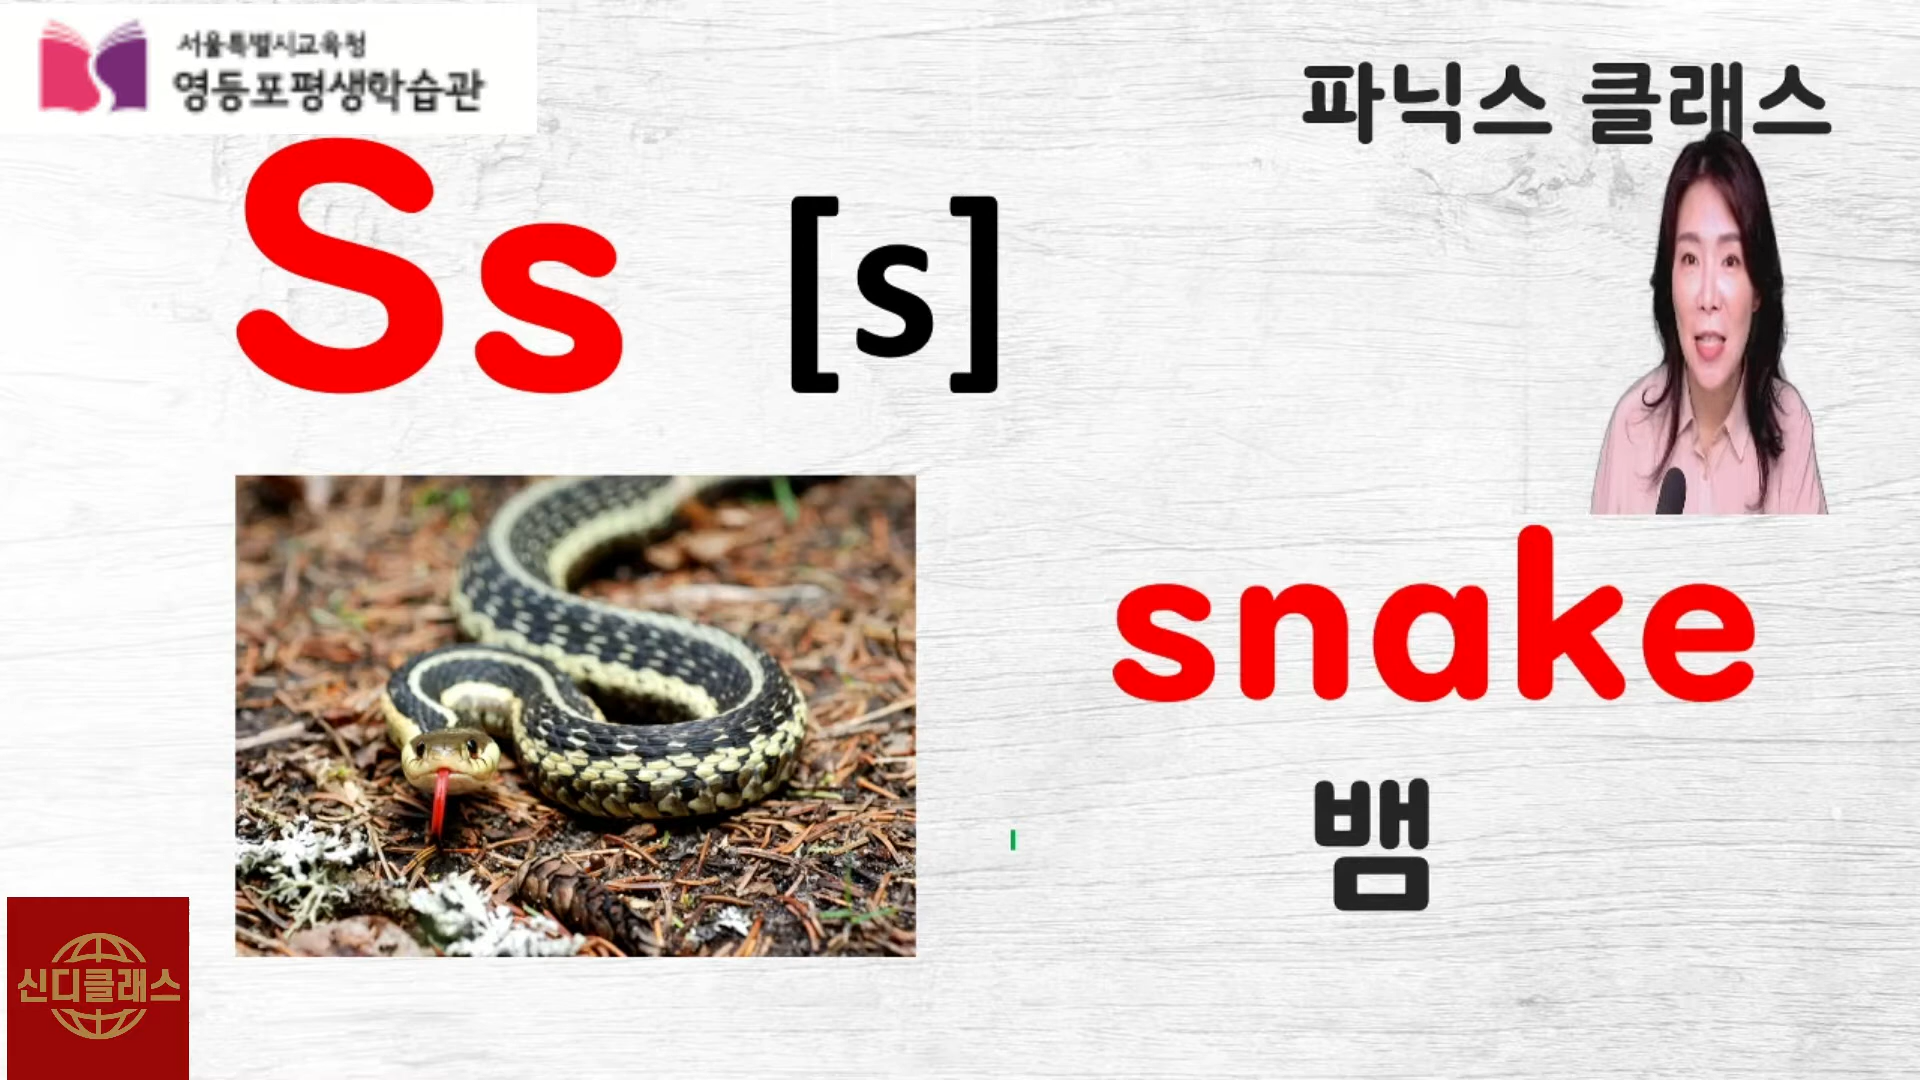 서울특별시교육청
영등포평생학습관
파닉스 클래스
Ss [s]
snake
뱀
신디클래스